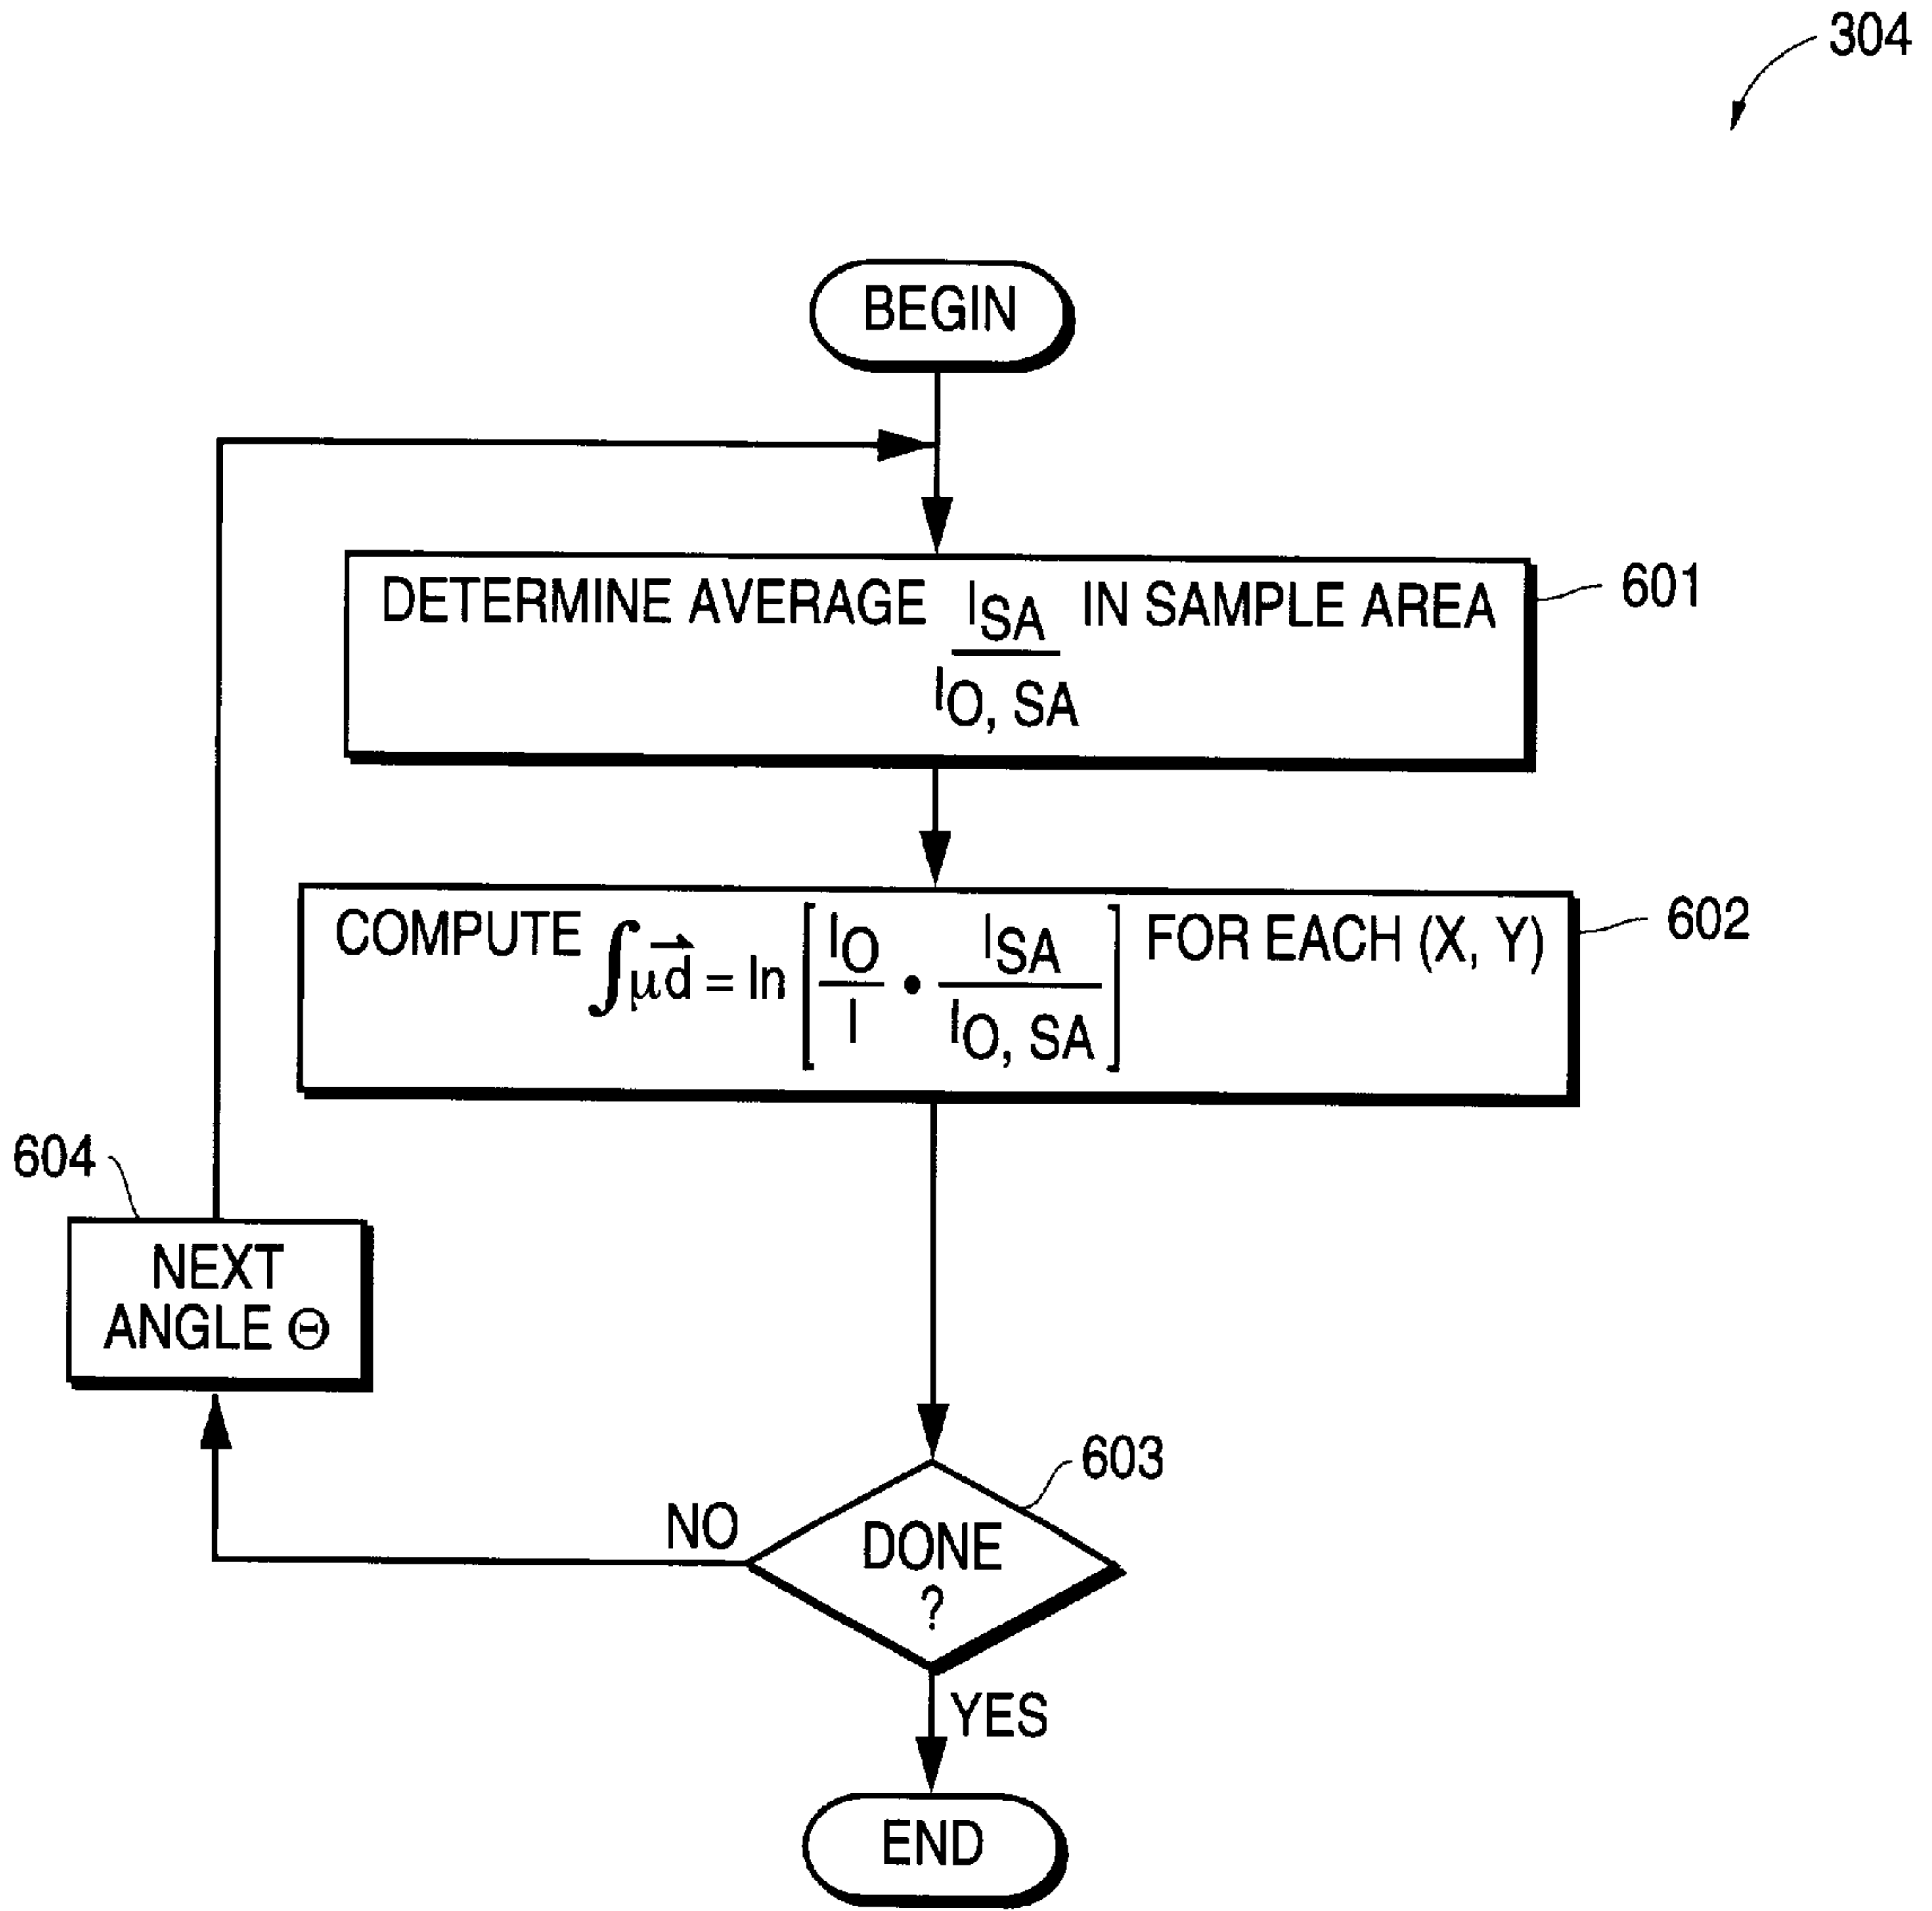 304
BEGIN
DETERMINE AVERAGE I_SA / I_O, SA IN SAMPLE AREA
601
COMPUTE ∫μd⃗ = ln [ I_O / I • I_SA / I_O, SA ] FOR EACH (X, Y)
602
604
NEXT
ANGLE Θ
603
NO
DONE
?
YES
END